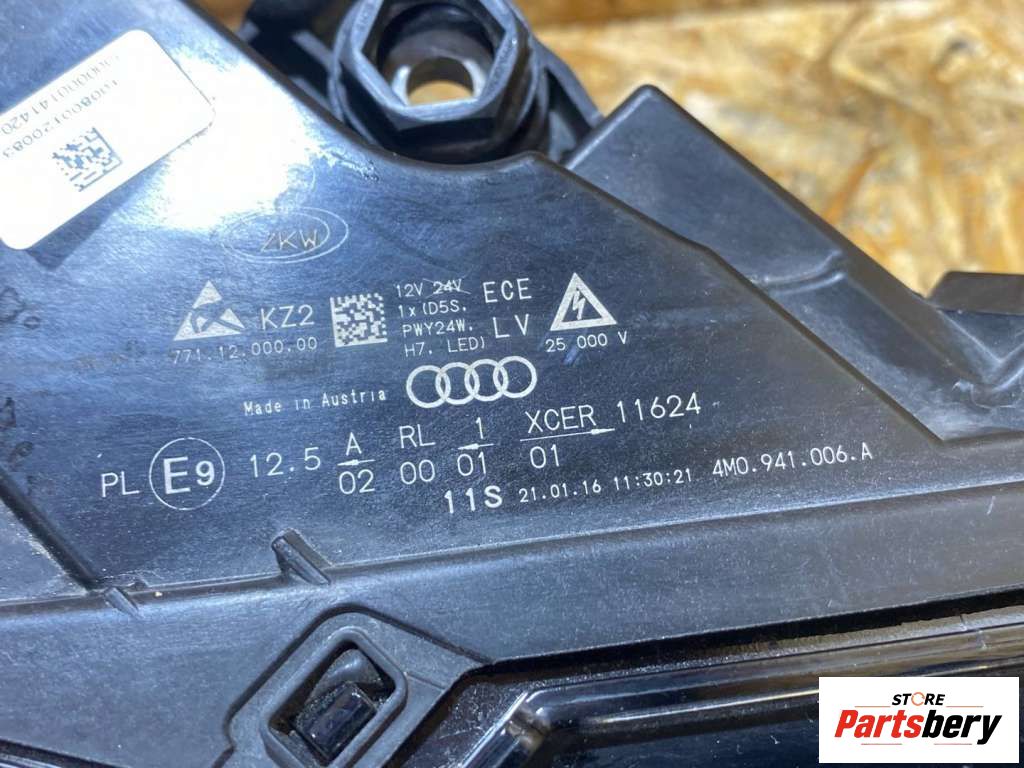 ZKW
KZ2
771.12.000.00
12V 24V
1x (D5S,
PWY24W,
H7, LED)
ECE
LV
25 000 V
Made in Austria
PL E9 12.5 A RL 1 XCER 11624
02 00 01 01
11S 21.01.16 11:30:21 4M0.941.006.A
STORE
Partsbery